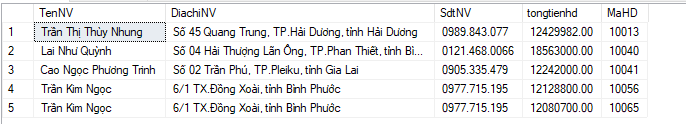 TenNV DiachiNV SdtNV tongtienhd MaHD
1 Trần Thị Thùy Nhung Số 45 Quang Trung, TP.Hải Dương, tỉnh Hải Dương 0989.843.077 12429982.00 10013
2 Lai Như Quỳnh Số 04 Hải Thượng Lãn Ông, TP.Phan Thiết, tỉnh Bì... 0121.468.0066 18563000.00 10040
3 Cao Ngọc Phương Trinh Số 02 Trần Phú, TP.Pleiku, tỉnh Gia Lai 0905.335.479 12242000.00 10041
4 Trần Kim Ngọc 6/1 TX.Đồng Xoài, tỉnh Bình Phước 0977.715.195 12128800.00 10056
5 Trần Kim Ngọc 6/1 TX.Đồng Xoài, tỉnh Bình Phước 0977.715.195 12080700.00 10065